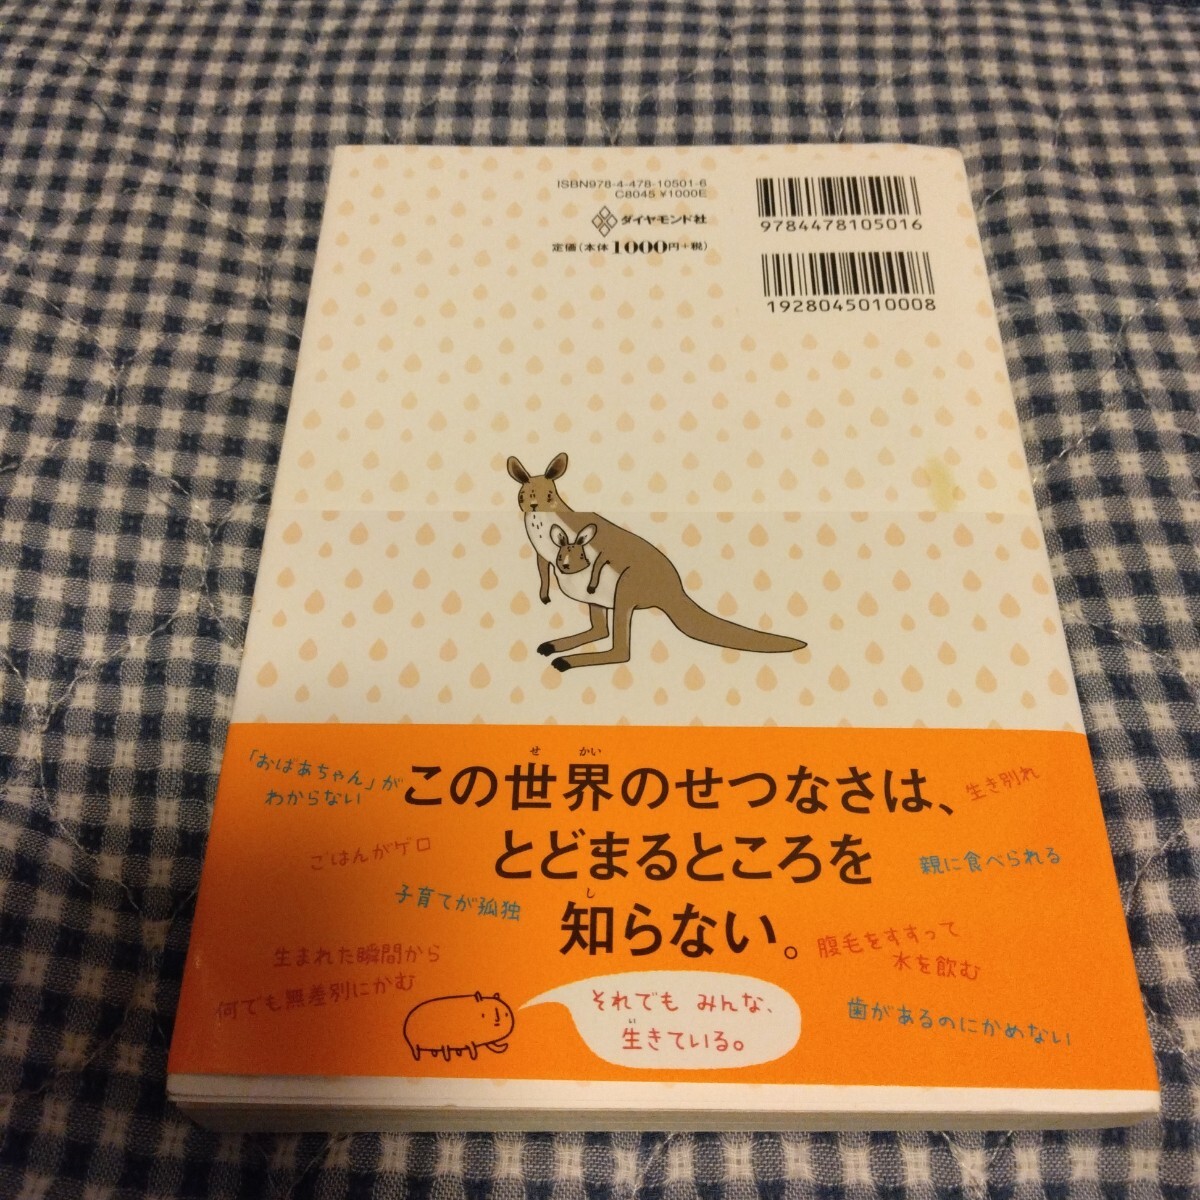 ISBN978-4-478-10501-6
C8045 ¥1000E
ダイヤモンド社
定価(本体1000円+税)
9784478105016
1928045010008
「おばあちゃん」が
わからない
せかい
この世界のせつなさは、
とどまるところを
し
知らない。
生き別れ
ごはんがゲロ
親に食べられる
子育てが孤独
生まれた瞬間から
何でも無差別にかむ
腹毛をすすって
水を飲む
それでも みんな、
い
生きている。
歯があるのにかめない